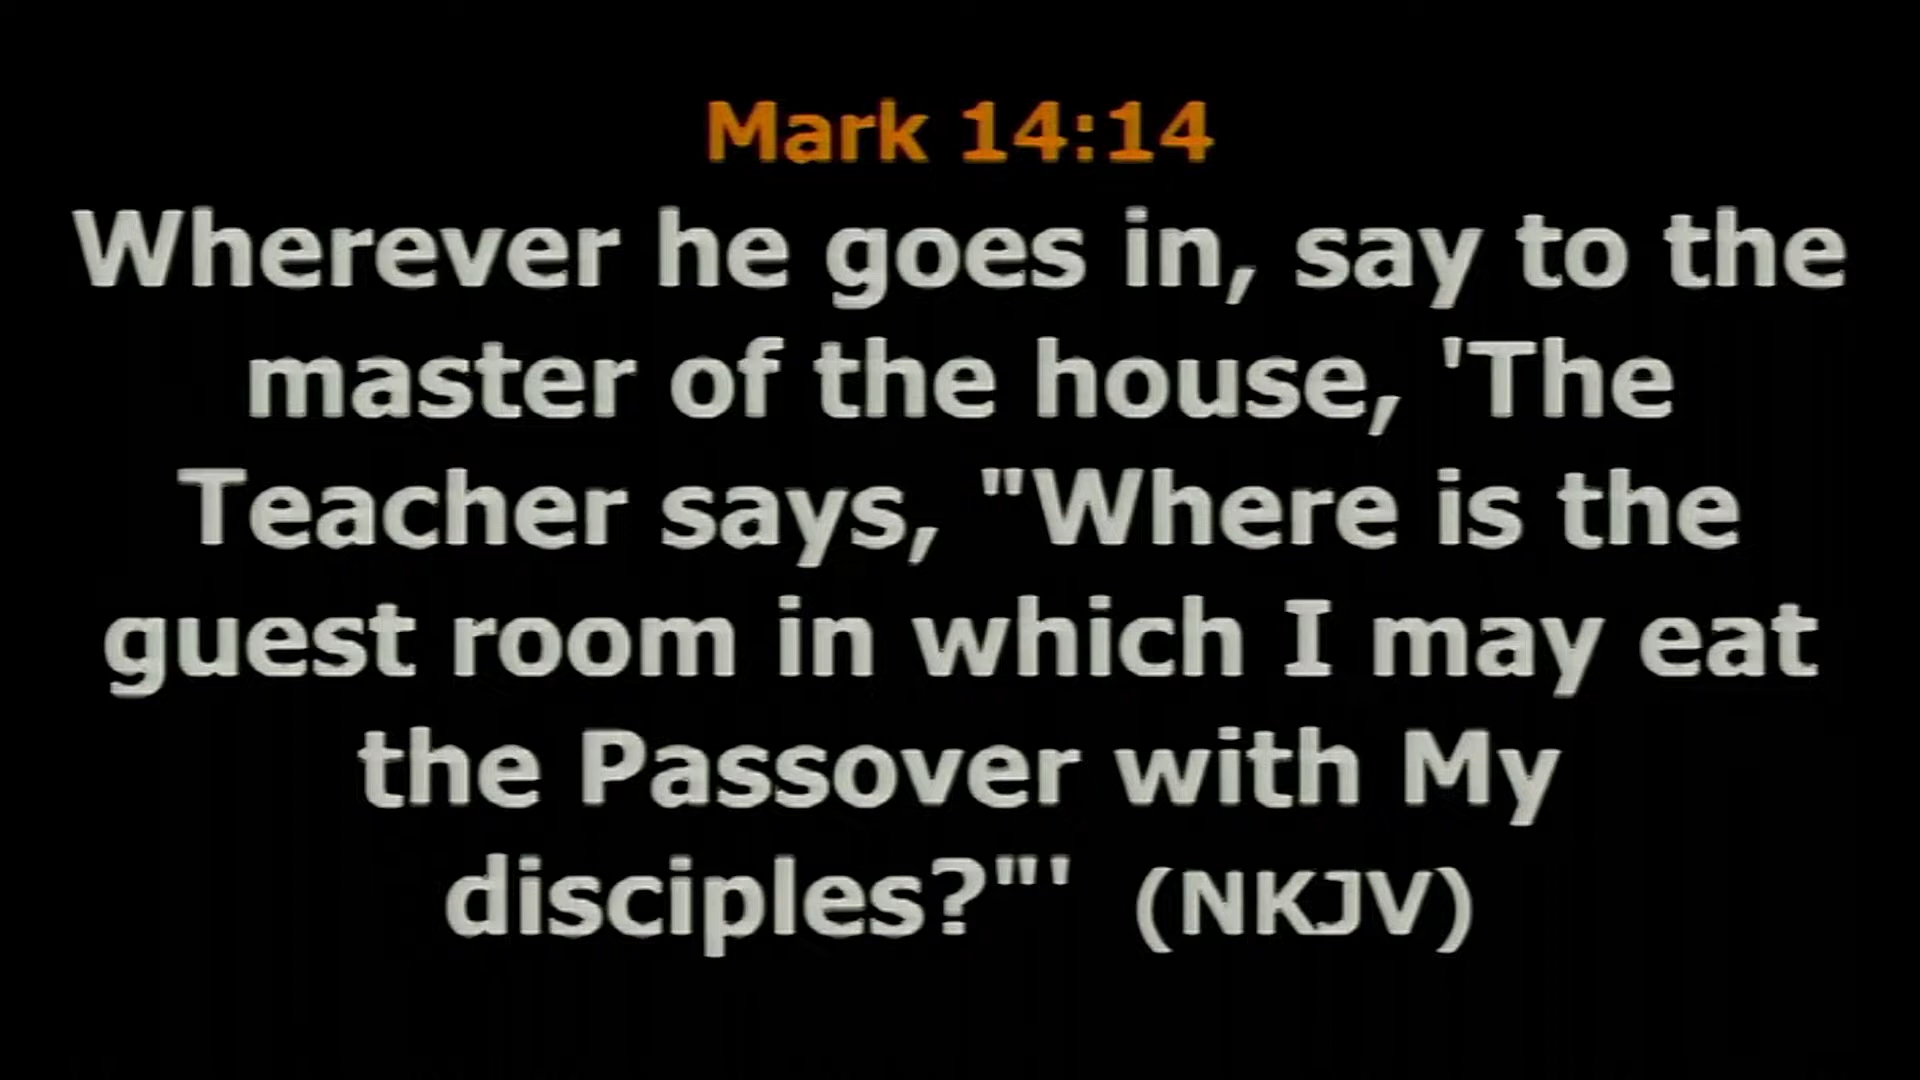 Mark 14:14
Wherever he goes in, say to the
master of the house, 'The
Teacher says, "Where is the
guest room in which I may eat
the Passover with My
disciples?"'  (NKJV)